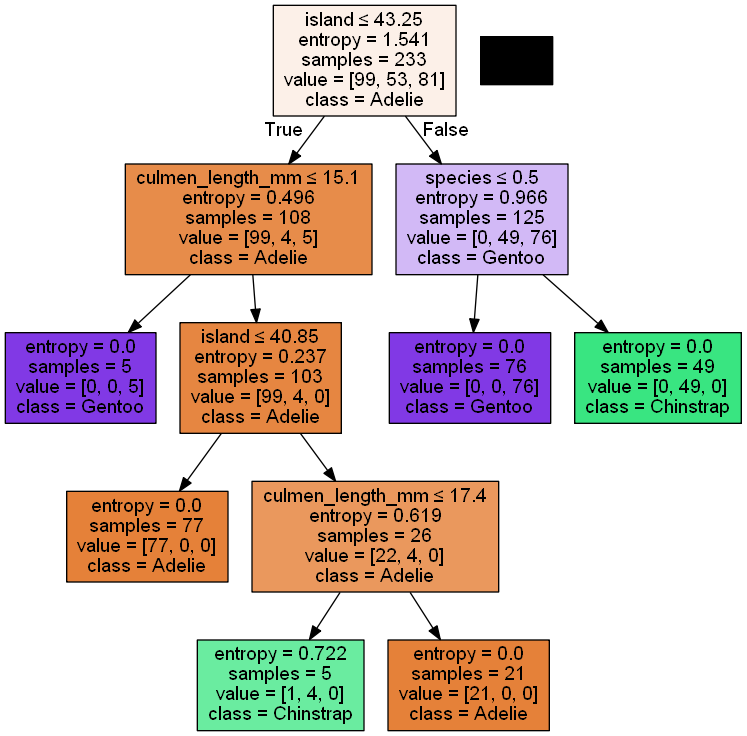 island ≤ 43.25
entropy = 1.541
samples = 233
value = [99, 53, 81]
class = Adelie
True
False
culmen_length_mm ≤ 15.1
entropy = 0.496
samples = 108
value = [99, 4, 5]
class = Adelie
species ≤ 0.5
entropy = 0.966
samples = 125
value = [0, 49, 76]
class = Gentoo
entropy = 0.0
samples = 5
value = [0, 0, 5]
class = Gentoo
island ≤ 40.85
entropy = 0.237
samples = 103
value = [99, 4, 0]
class = Adelie
entropy = 0.0
samples = 76
value = [0, 0, 76]
class = Gentoo
entropy = 0.0
samples = 49
value = [0, 49, 0]
class = Chinstrap
entropy = 0.0
samples = 77
value = [77, 0, 0]
class = Adelie
culmen_length_mm ≤ 17.4
entropy = 0.619
samples = 26
value = [22, 4, 0]
class = Adelie
entropy = 0.722
samples = 5
value = [1, 4, 0]
class = Chinstrap
entropy = 0.0
samples = 21
value = [21, 0, 0]
class = Adelie